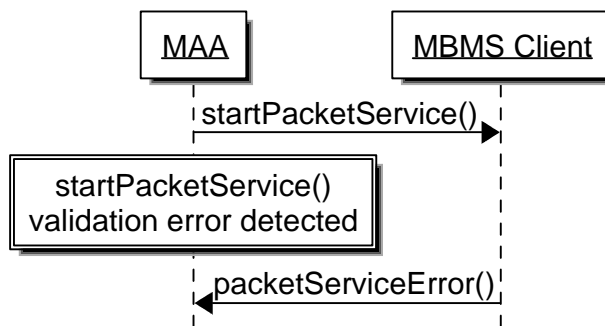 MAA
MBMS Client
startPacketService()
startPacketService()
validation error detected
packetServiceError()